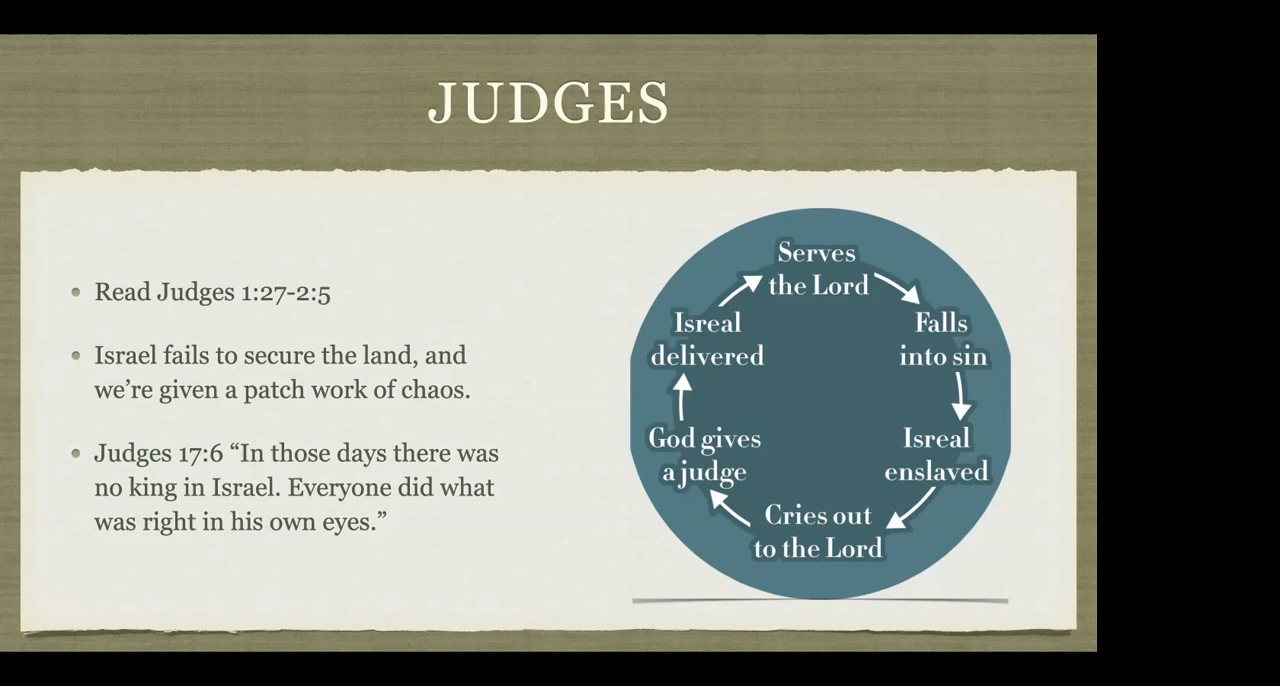 JUDGES
Read Judges 1:27-2:5
Israel fails to secure the land, and
we’re given a patch work of chaos.
Judges 17:6 “In those days there was
no king in Israel. Everyone did what
was right in his own eyes.”
Serves
the Lord
Falls
into sin
Isreal
enslaved
Cries out
to the Lord
God gives
a judge
Isreal
delivered